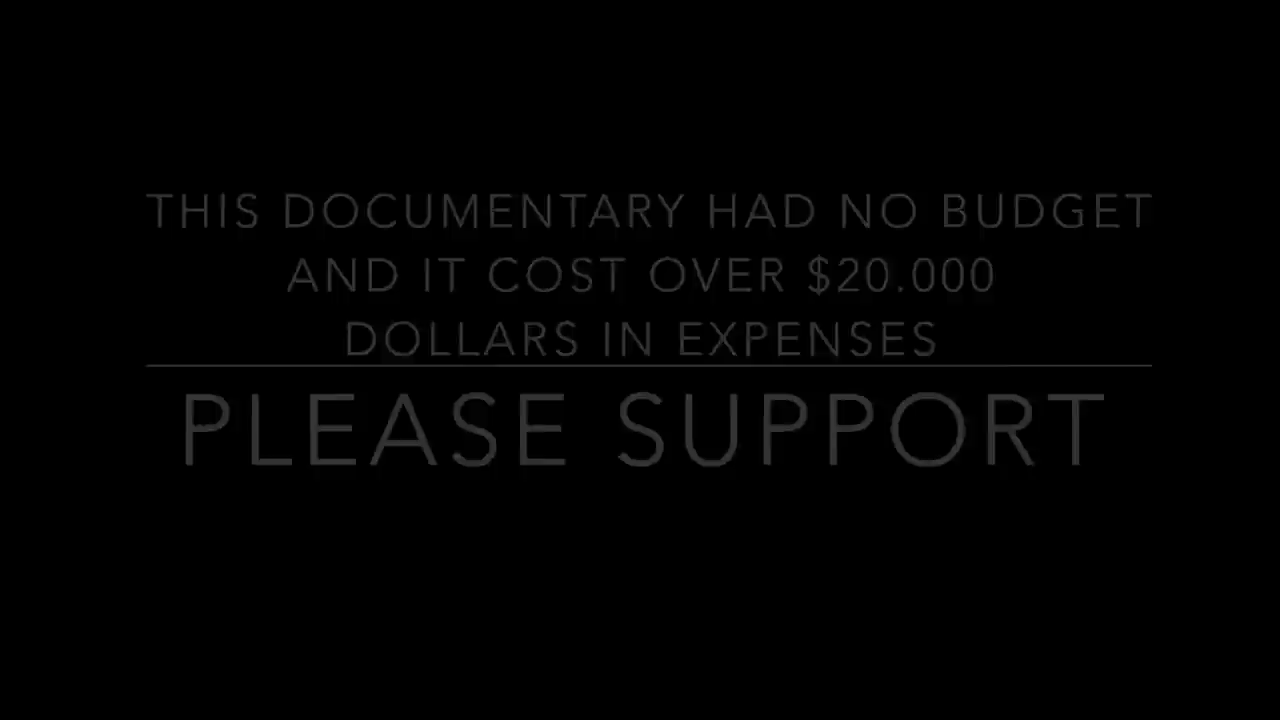 THIS DOCUMENTARY HAD NO BUDGET
AND IT COST OVER $20.000
DOLLARS IN EXPENSES
PLEASE SUPPORT